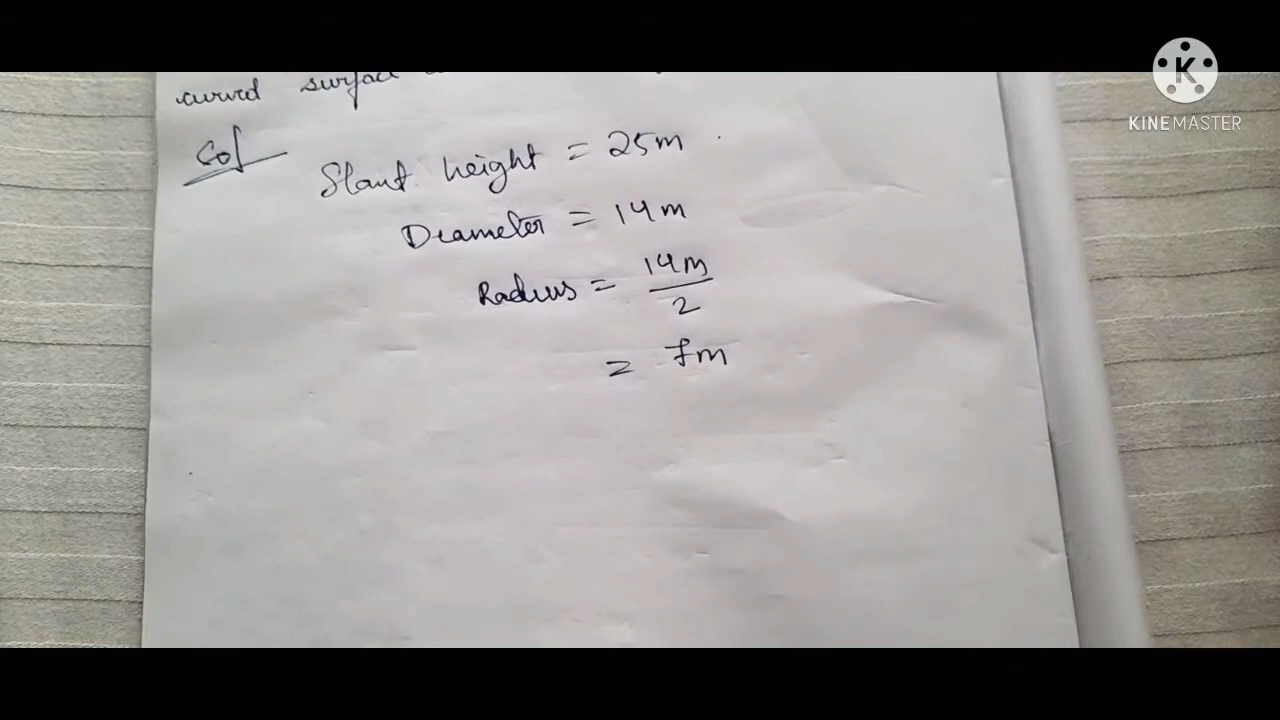 curved surface
Sol
Slant height = 25m
Diameter = 14m
Radius = 14m
2
= 7m
KINEMASTER